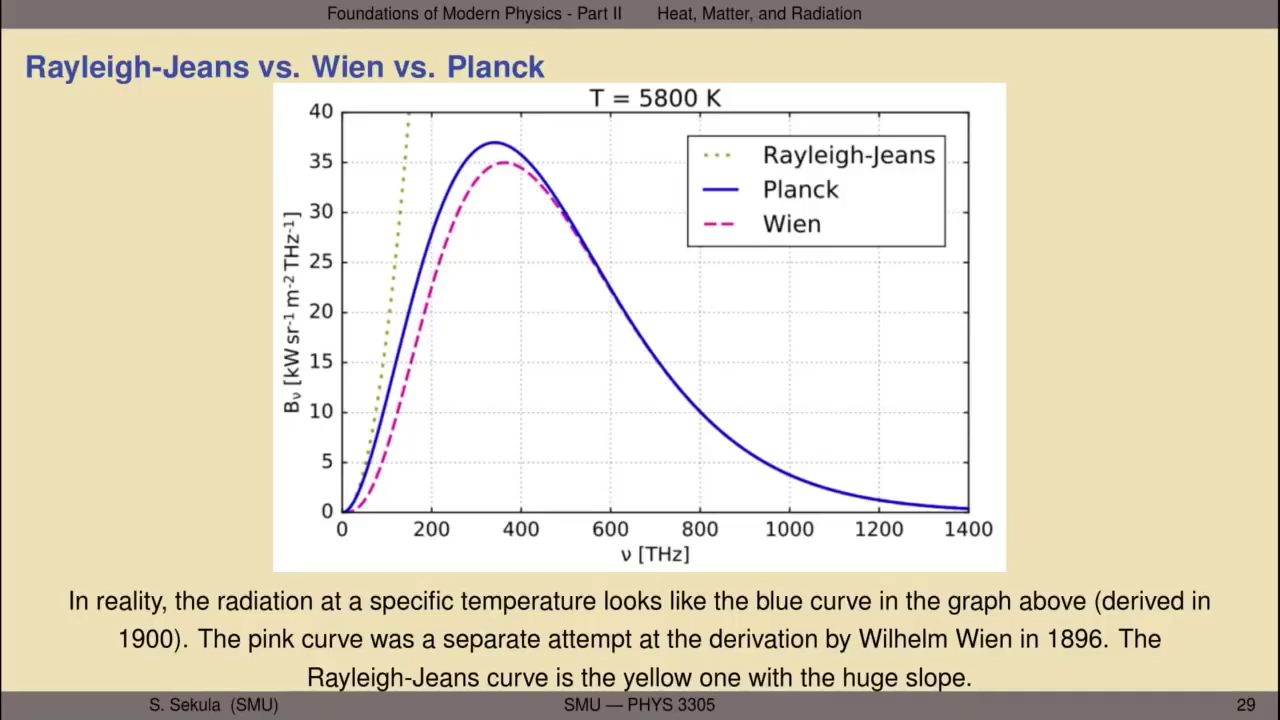 Foundations of Modern Physics - Part II Heat, Matter, and Radiation
Rayleigh-Jeans vs. Wien vs. Planck
T = 5800 K
40
35
30
25
20
15
10
5
0
Bν [kW sr-1 m-2 THz-1]
Rayleigh-Jeans
Planck
Wien
0 200 400 600 800 1000 1200 1400
ν [THz]
In reality, the radiation at a specific temperature looks like the blue curve in the graph above (derived in
1900). The pink curve was a separate attempt at the derivation by Wilhelm Wien in 1896. The
Rayleigh-Jeans curve is the yellow one with the huge slope.
S. Sekula (SMU) SMU — PHYS 3305 29